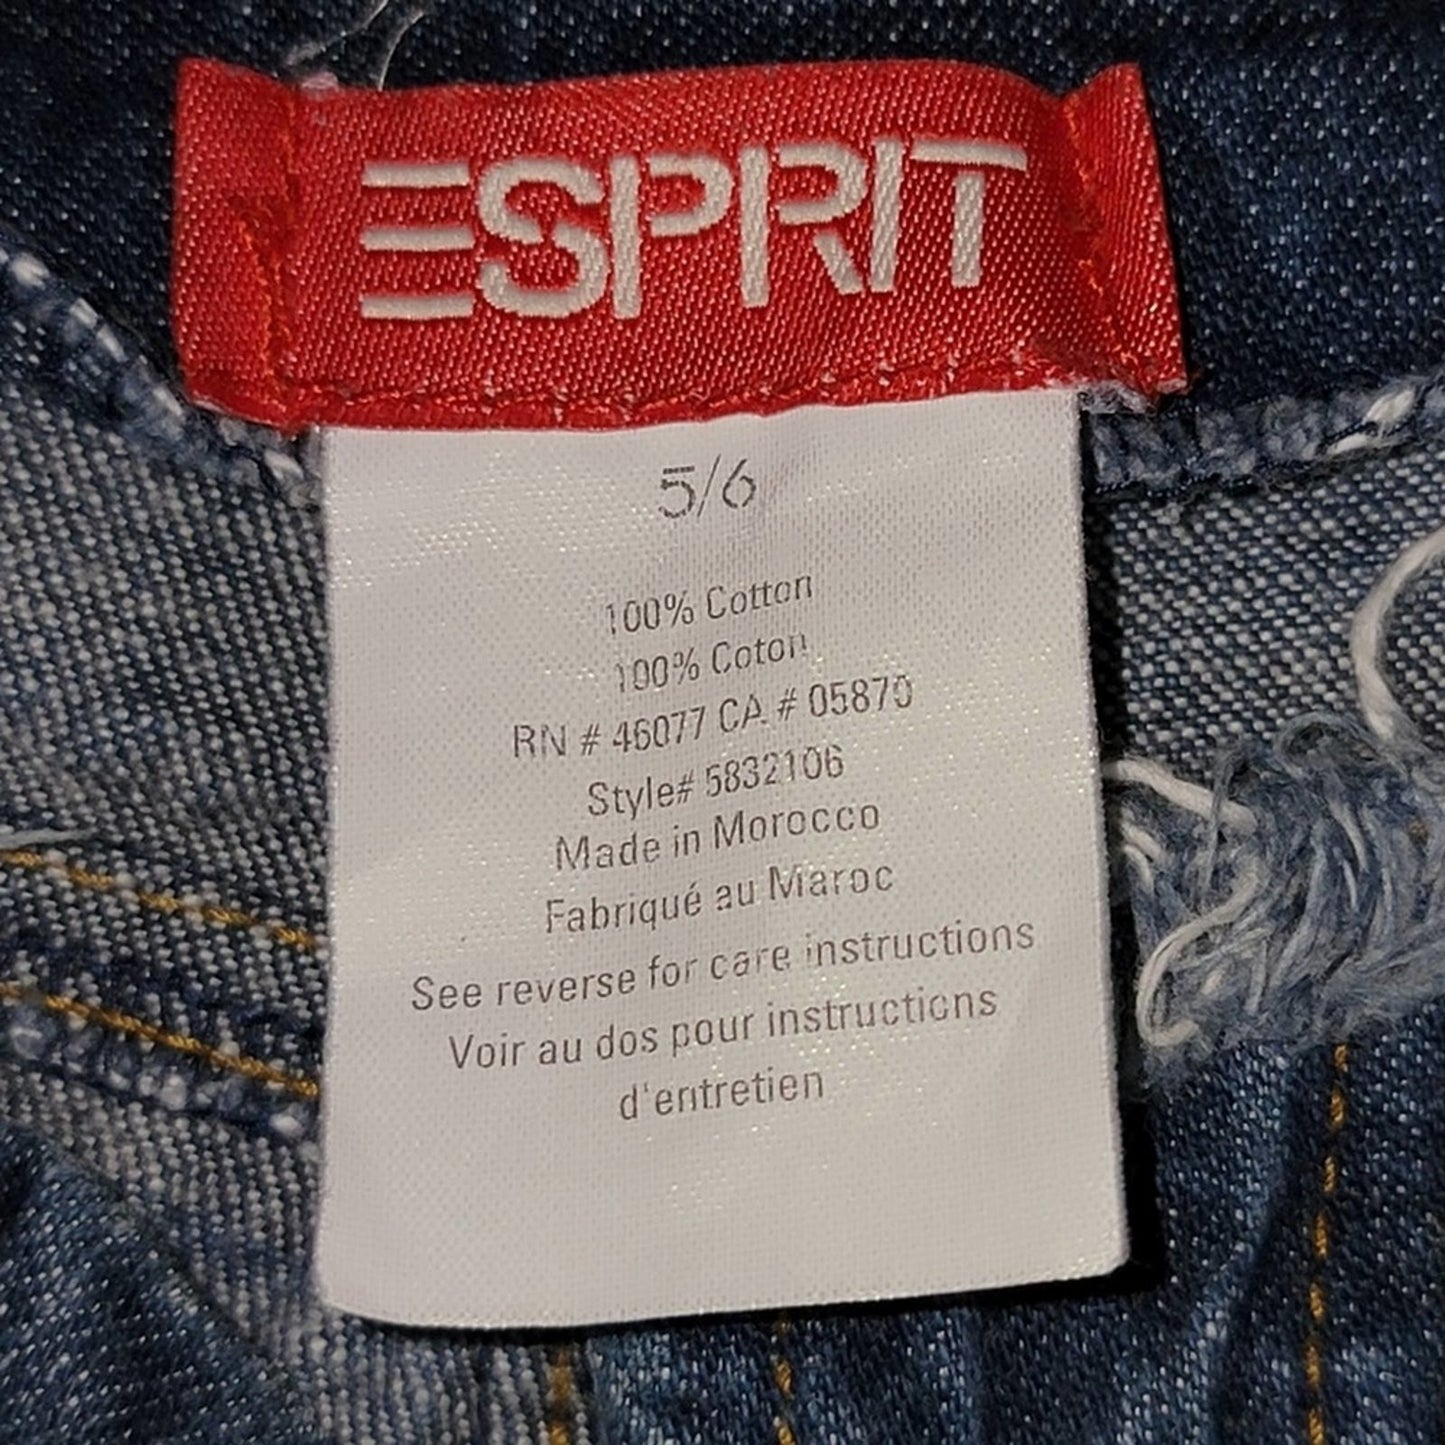 ESPRIT
5/6
100% Cotton
100% Coton
RN # 46077 CA # 05870
Style# 5832106
Made in Morocco
Fabriqué au Maroc
See reverse for care instructions
Voir au dos pour instructions
d'entretien